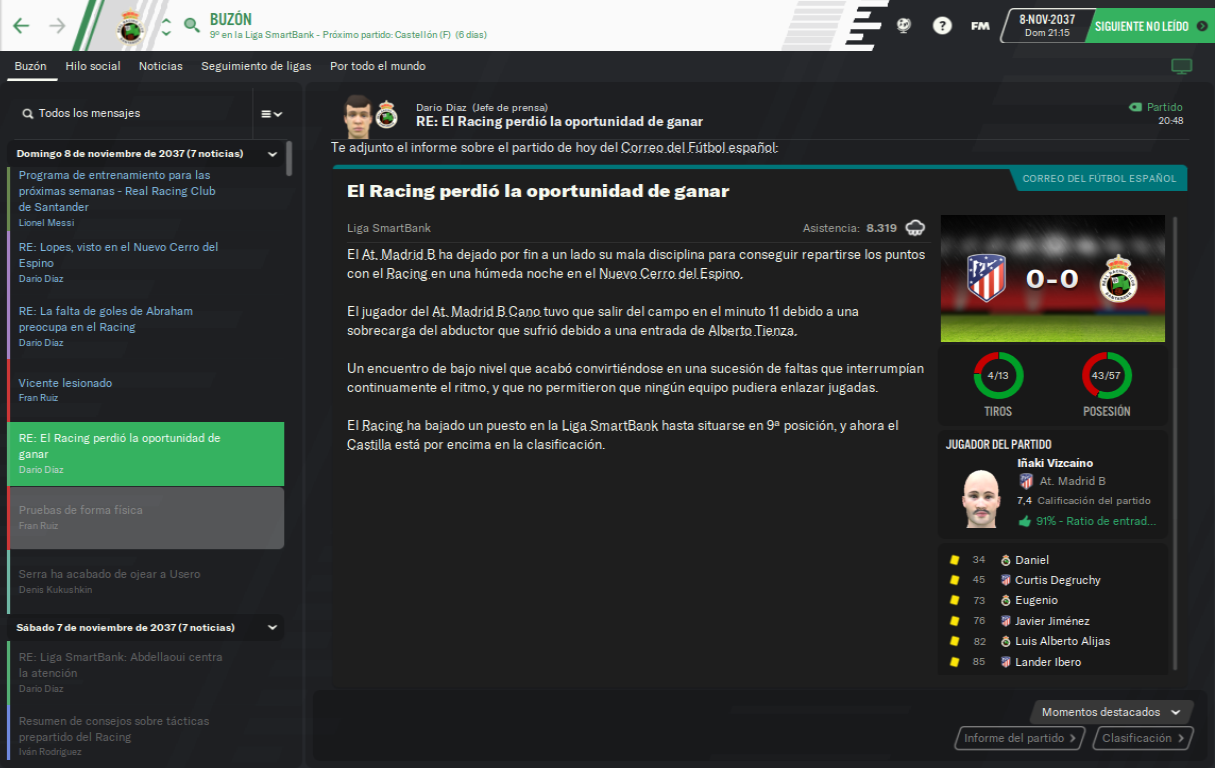 BUZÓN
9º en la Liga SmartBank - Próximo partido: Castellón (F) (6 días)
FM
8-NOV-2037
Dom 21:15
SIGUIENTE NO LEÍDO
Buzón
Hilo social
Noticias
Seguimiento de ligas
Por todo el mundo
Todos los mensajes
Domingo 8 de noviembre de 2037 (7 noticias)
Programa de entrenamiento para las
próximas semanas - Real Racing Club
de Santander
Lionel Messi
RE: Lopes, visto en el Nuevo Cerro del
Espino
Darío Díaz
RE: La falta de goles de Abraham
preocupa en el Racing
Darío Díaz
Vicente lesionado
Fran Ruiz
RE: El Racing perdió la oportunidad de
ganar
Darío Díaz
Pruebas de forma física
Fran Ruiz
Serra ha acabado de ojear a Usero
Denis Kukushkin
Sábado 7 de noviembre de 2037 (7 noticias)
RE: Liga SmartBank: Abdellaoui centra
la atención
Darío Díaz
Resumen de consejos sobre tácticas
prepartido del Racing
Iván Rodríguez
Darío Díaz (Jefe de prensa)
RE: El Racing perdió la oportunidad de ganar
Partido
20:48
Te adjunto el informe sobre el partido de hoy del Correo del Fútbol español:
CORREO DEL FÚTBOL ESPAÑOL
El Racing perdió la oportunidad de ganar
Liga SmartBank
Asistencia: 8.319
El At. Madrid B ha dejado por fin a un lado su mala disciplina para conseguir repartirse los puntos
con el Racing en una húmeda noche en el Nuevo Cerro del Espino.
El jugador del At. Madrid B Cano tuvo que salir del campo en el minuto 11 debido a una
sobrecarga del abductor que sufrió debido a una entrada de Alberto Tienza.
Un encuentro de bajo nivel que acabó convirtiéndose en una sucesión de faltas que interrumpían
continuamente el ritmo, y que no permitieron que ningún equipo pudiera enlazar jugadas.
El Racing ha bajado un puesto en la Liga SmartBank hasta situarse en 9ª posición, y ahora el
Castilla está por encima en la clasificación.
0-0
4/13
43/57
TIROS
POSESIÓN
JUGADOR DEL PARTIDO
Iñaki Vizcaíno
At. Madrid B
7,4 Calificación del partido
91% - Ratio de entrad...
34 Daniel
45 Curtis Degruchy
73 Eugenio
76 Javier Jiménez
82 Luis Alberto Alijas
85 Lander Ibero
Momentos destacados
Informe del partido
Clasificación